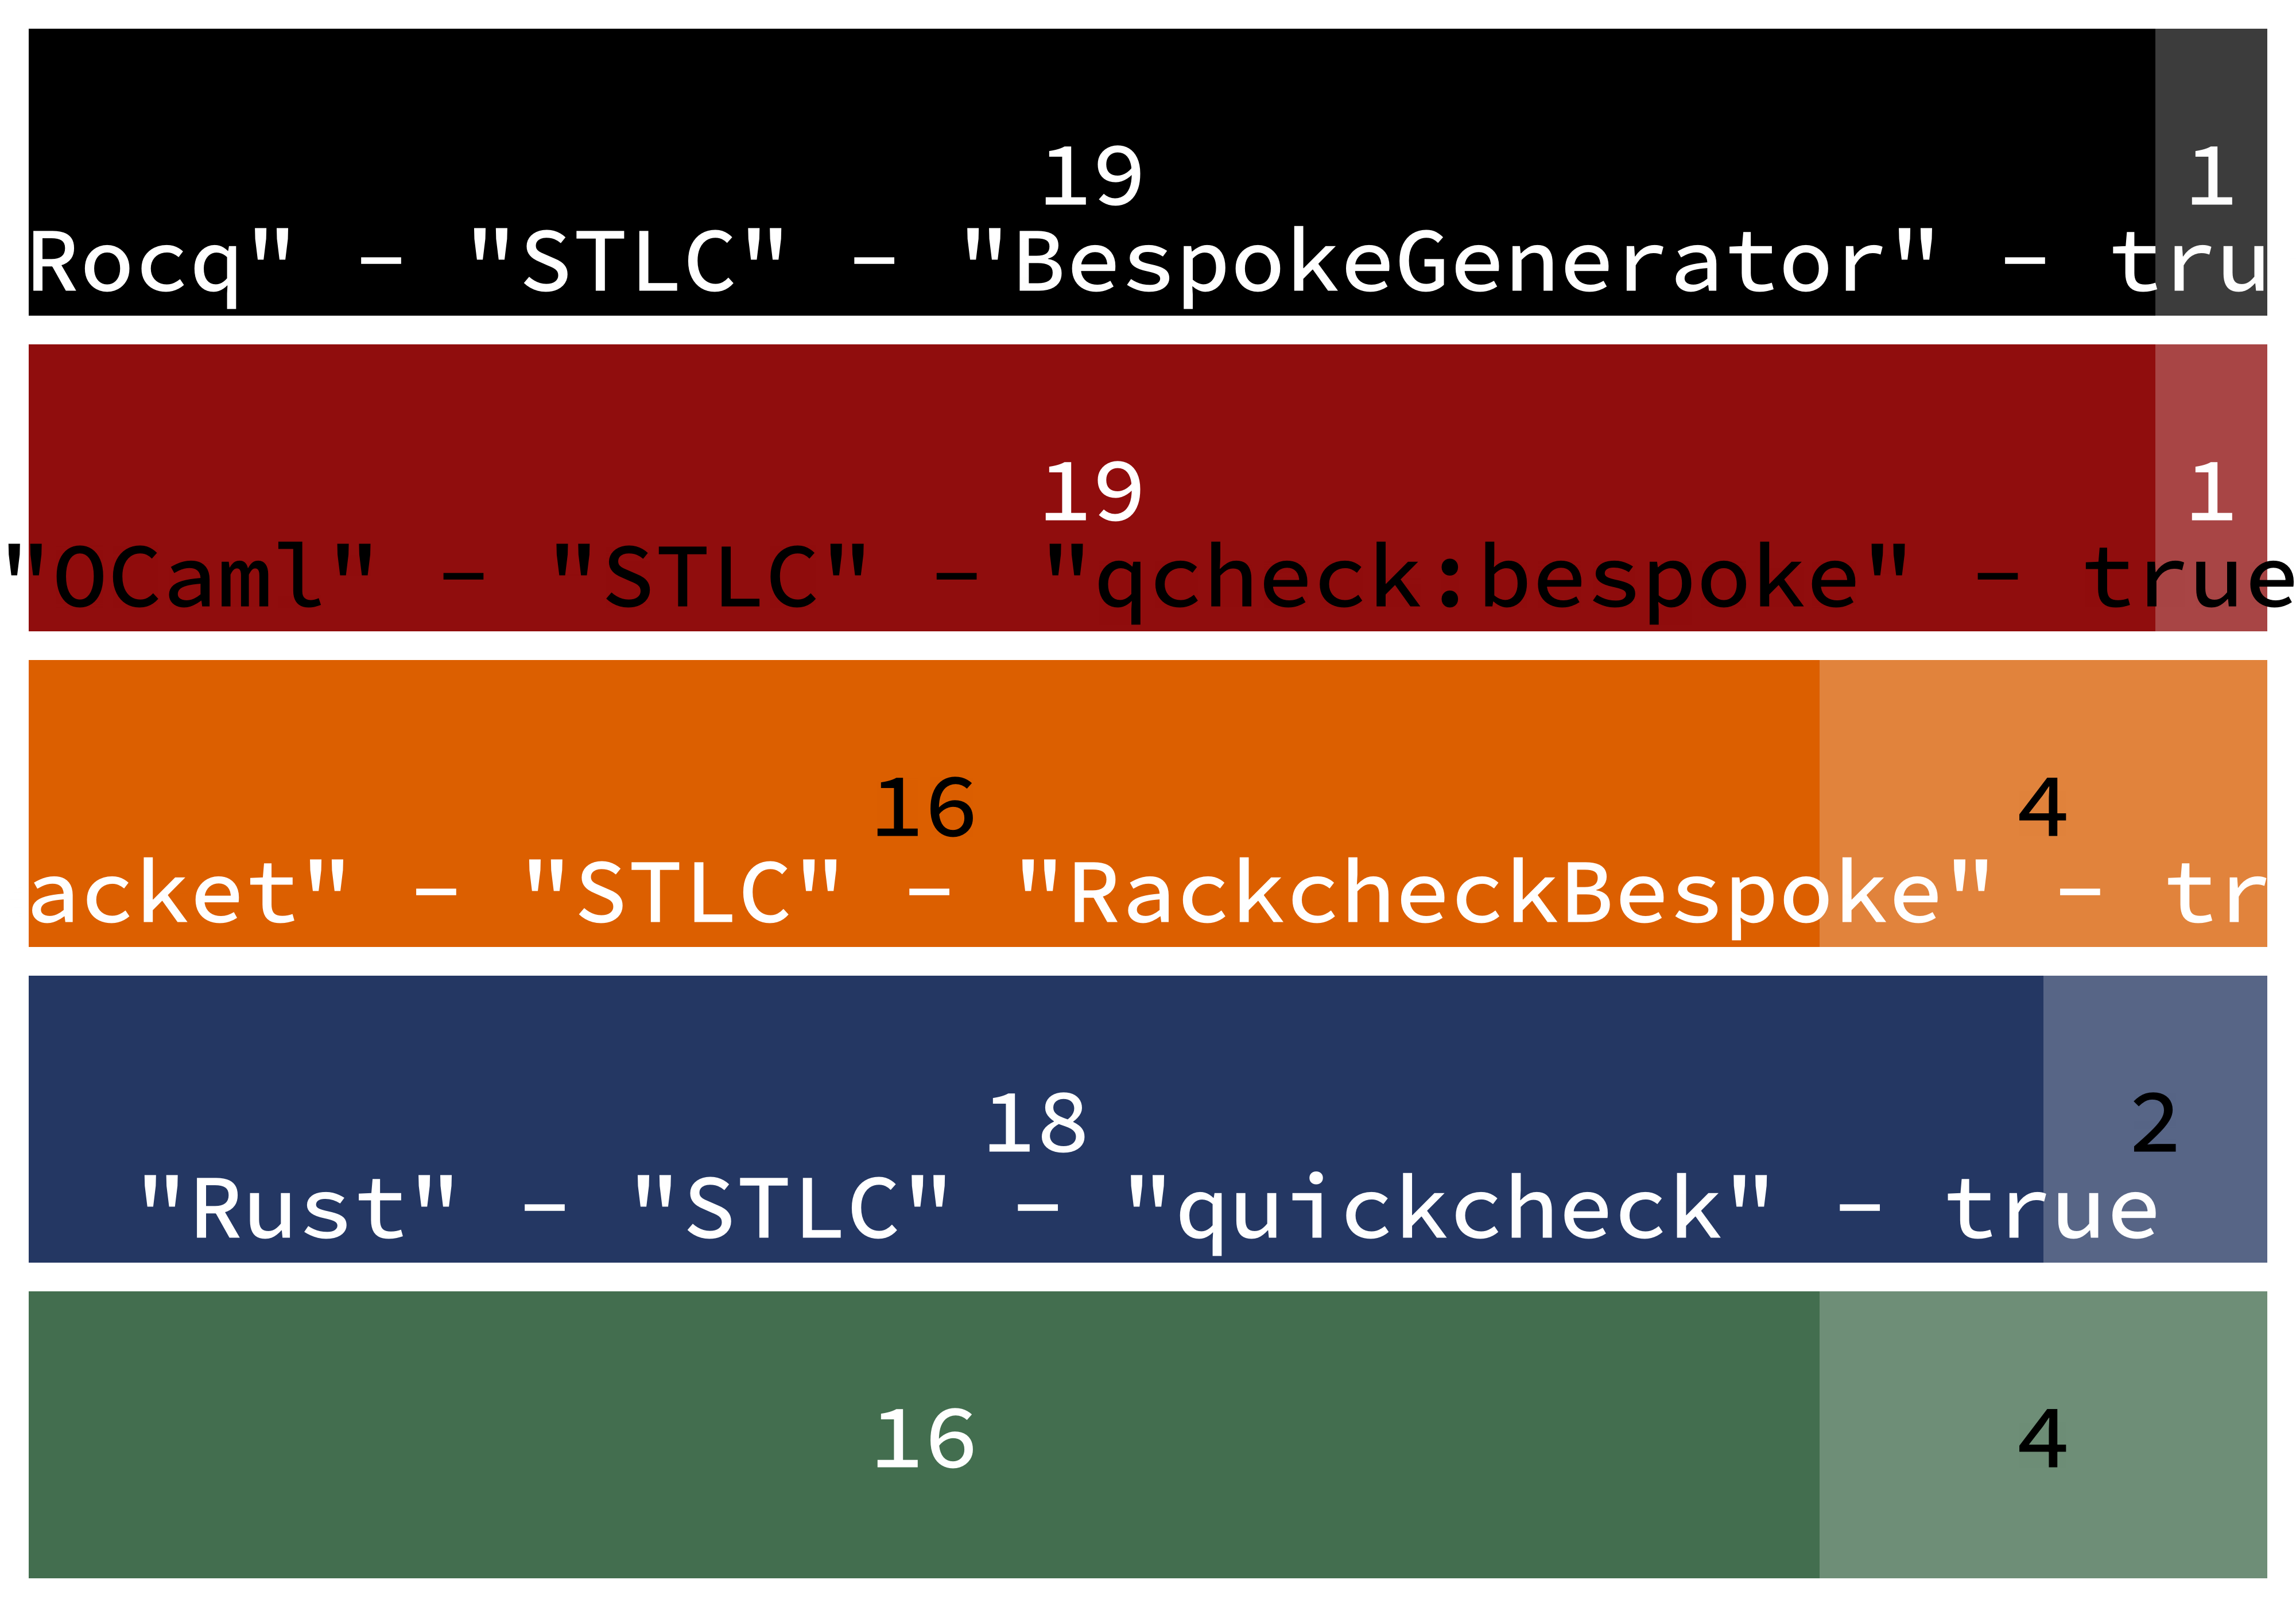 19 1
Rocq" - "STLC" - "BespokeGenerator" - tru
19 1
"OCaml" - "STLC" - "qcheck:bespoke" - true
16 4
acket" - "STLC" - "RackcheckBespoke" - tr
18 2
"Rust" - "STLC" - "quickcheck" - true
16 4